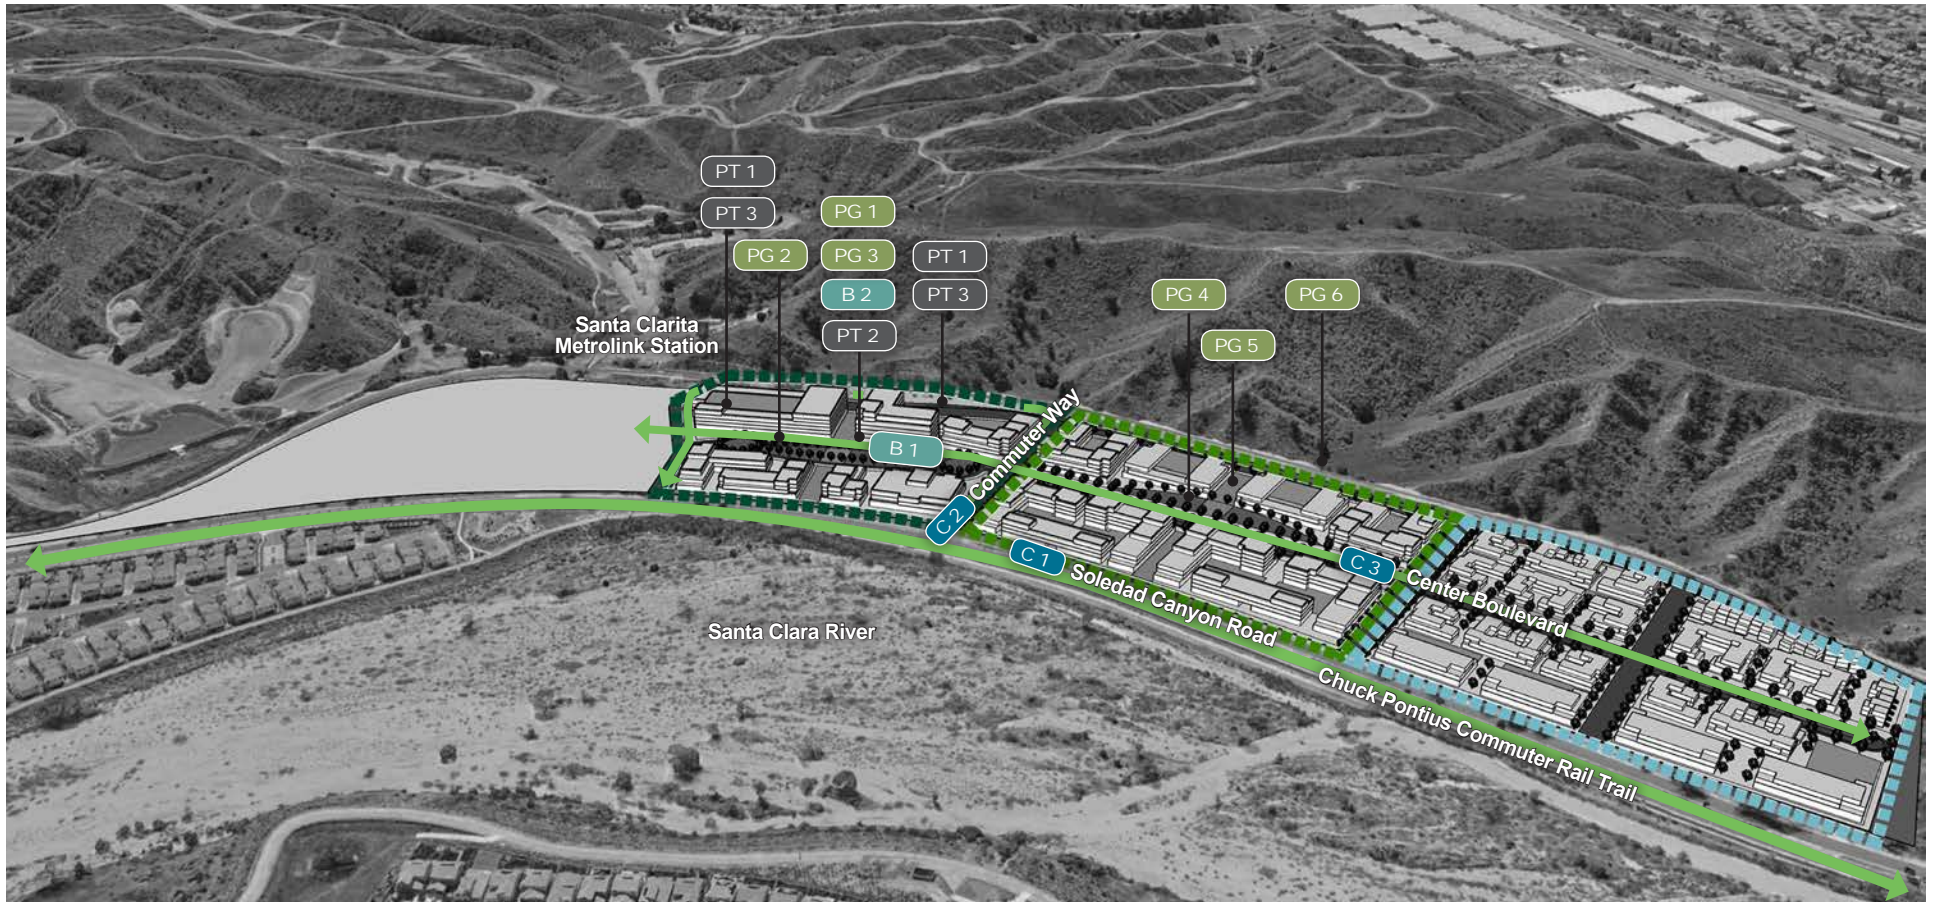 PT 1
PT 3
PG 1
PG 2
PG 3
PT 1
B 2
PT 3
PG 4
PG 6
Santa Clarita
Metrolink Station
PT 2
PG 5
Commuter Way
B 1
C 2
C 1
Soledad Canyon Road
C 3
Center Boulevard
Santa Clara River
Chuck Pontius Commuter Rail Trail